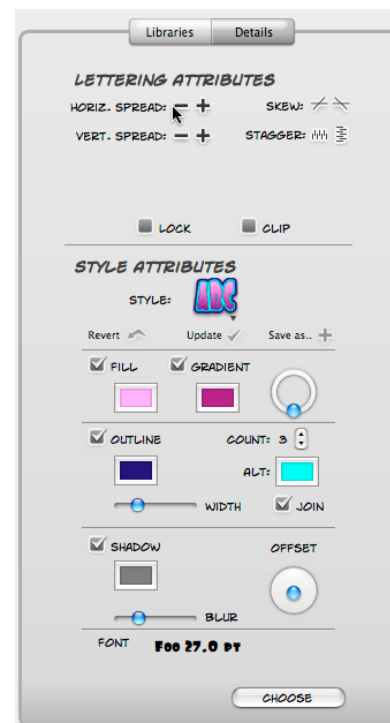 Libraries Details
LETTERING ATTRIBUTES
HORIZ. SPREAD: SKEW:
VERT. SPREAD: STAGGER:
LOCK CLIP
STYLE ATTRIBUTES
STYLE: ABC
Revert Update Save as..
FILL GRADIENT
OUTLINE COUNT: 3
ALT:
WIDTH JOIN
SHADOW OFFSET
BLUR
FONT Foo 27.0 PT
CHOOSE